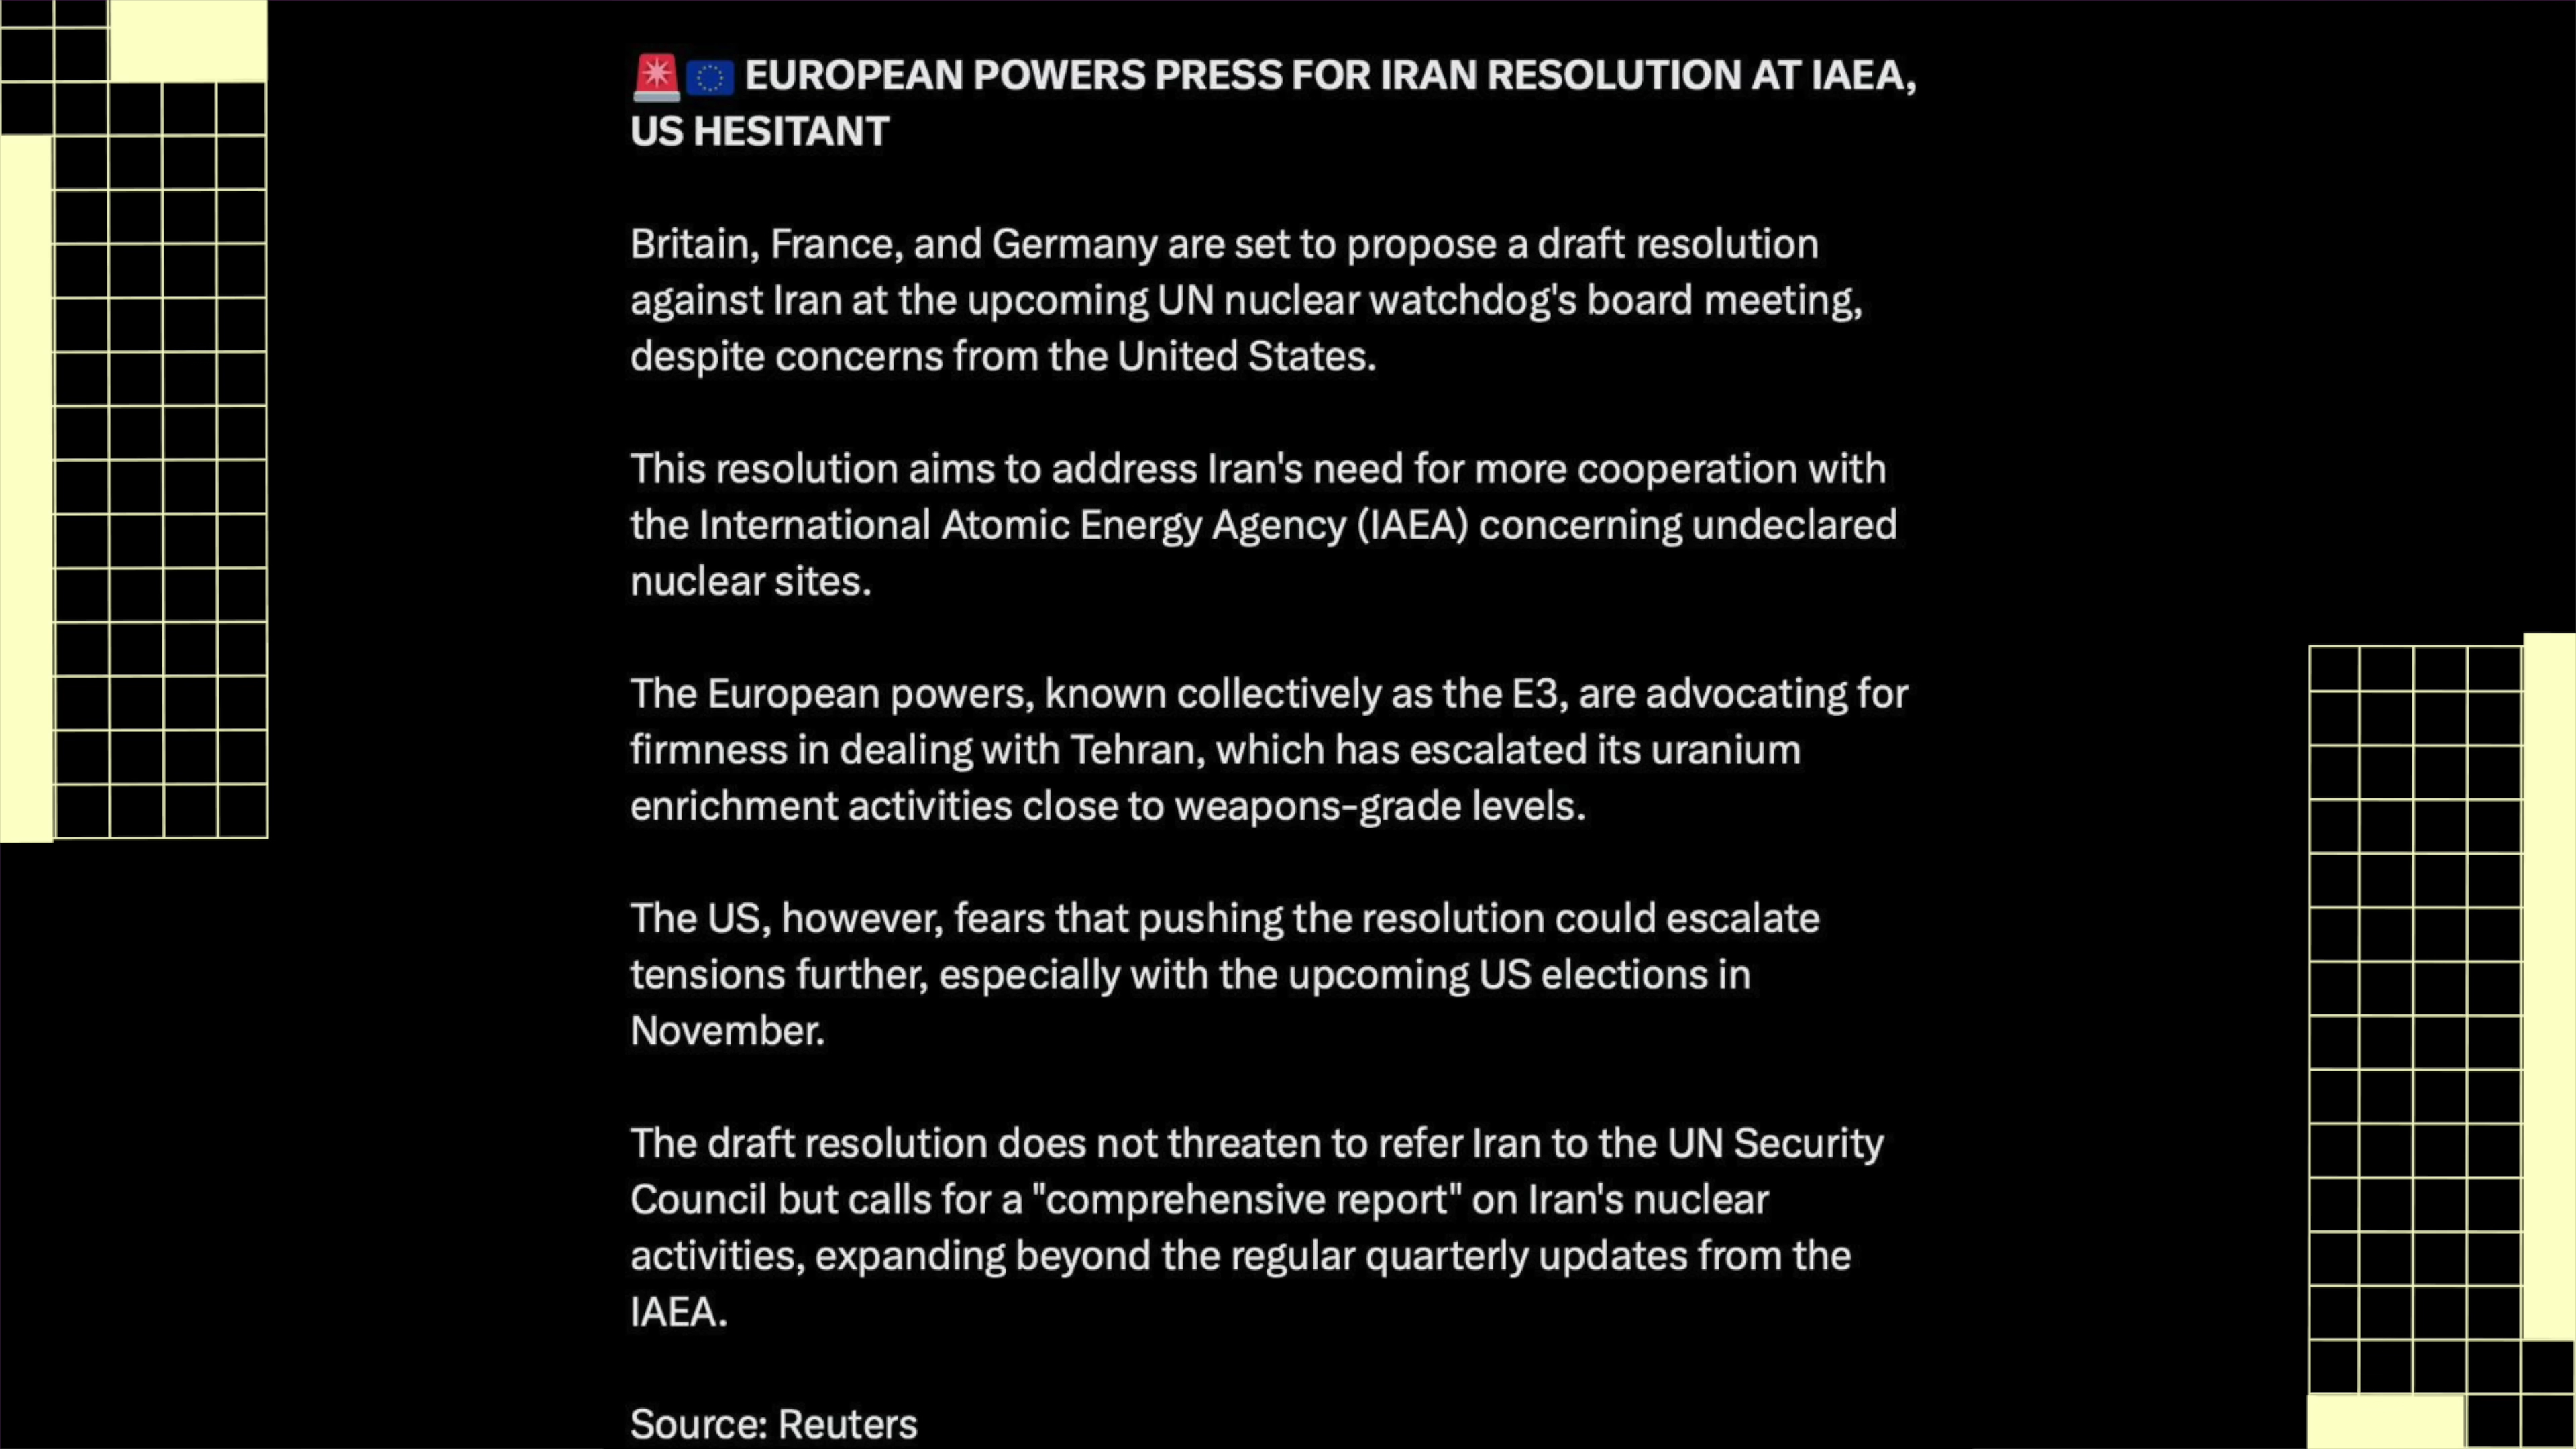 🚨🇪🇺 EUROPEAN POWERS PRESS FOR IRAN RESOLUTION AT IAEA,
US HESITANT
Britain, France, and Germany are set to propose a draft resolution
against Iran at the upcoming UN nuclear watchdog's board meeting,
despite concerns from the United States.
This resolution aims to address Iran's need for more cooperation with
the International Atomic Energy Agency (IAEA) concerning undeclared
nuclear sites.
The European powers, known collectively as the E3, are advocating for
firmness in dealing with Tehran, which has escalated its uranium
enrichment activities close to weapons-grade levels.
The US, however, fears that pushing the resolution could escalate
tensions further, especially with the upcoming US elections in
November.
The draft resolution does not threaten to refer Iran to the UN Security
Council but calls for a "comprehensive report" on Iran's nuclear
activities, expanding beyond the regular quarterly updates from the
IAEA.
Source: Reuters